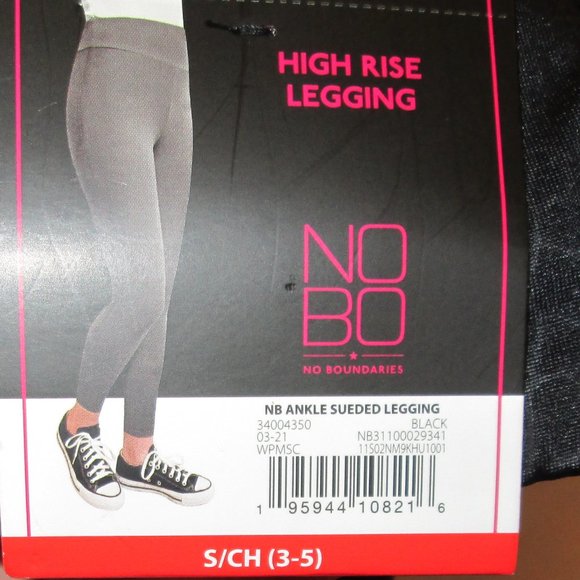 HIGH RISE
LEGGING
NO
BO
NO BOUNDARIES
NB ANKLE SUEDED LEGGING
34004350 BLACK
03-21 NB31100029341
WPMSC 11S02NM9KHU1001
1 95944 10821 6
S/CH (3-5)